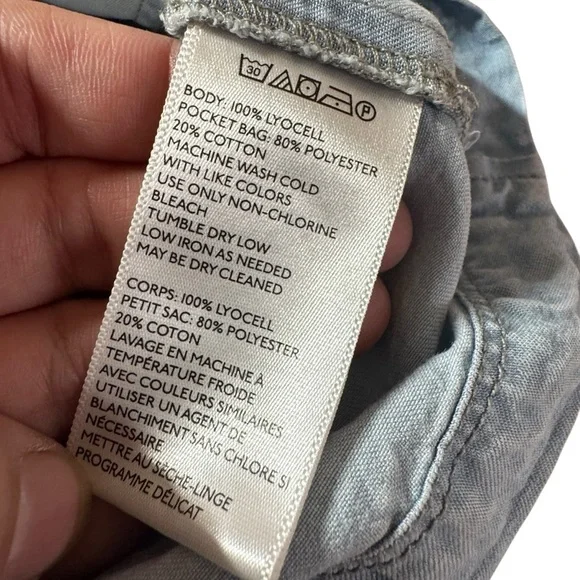 30 P
BODY: 100% LYOCELL
POCKET BAG: 80% POLYESTER
20% COTTON
MACHINE WASH COLD
WITH LIKE COLORS
USE ONLY NON-CHLORINE
BLEACH
TUMBLE DRY LOW
LOW IRON AS NEEDED
MAY BE DRY CLEANED
CORPS: 100% LYOCELL
PETIT SAC: 80% POLYESTER
20% COTON
LAVAGE EN MACHINE À
TEMPÉRATURE FROIDE
AVEC COULEURS SIMILAIRES
UTILISER UN AGENT DE
BLANCHIMENT SANS CHLORE SI
NÉCESSAIRE
METTRE AU SÈCHE-LINGE
PROGRAMME DÉLICAT